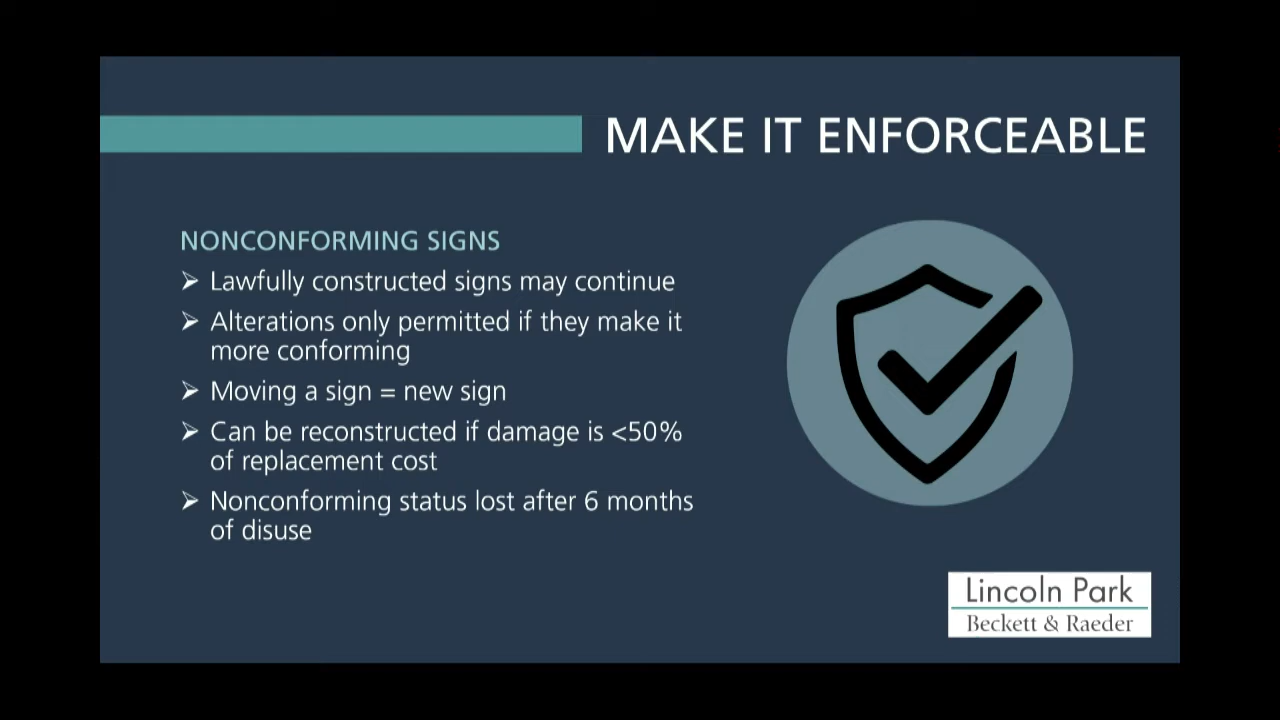 MAKE IT ENFORCEABLE
NONCONFORMING SIGNS
➢ Lawfully constructed signs may continue
➢ Alterations only permitted if they make it
more conforming
➢ Moving a sign = new sign
➢ Can be reconstructed if damage is <50%
of replacement cost
➢ Nonconforming status lost after 6 months
of disuse
Lincoln Park
Beckett & Raeder